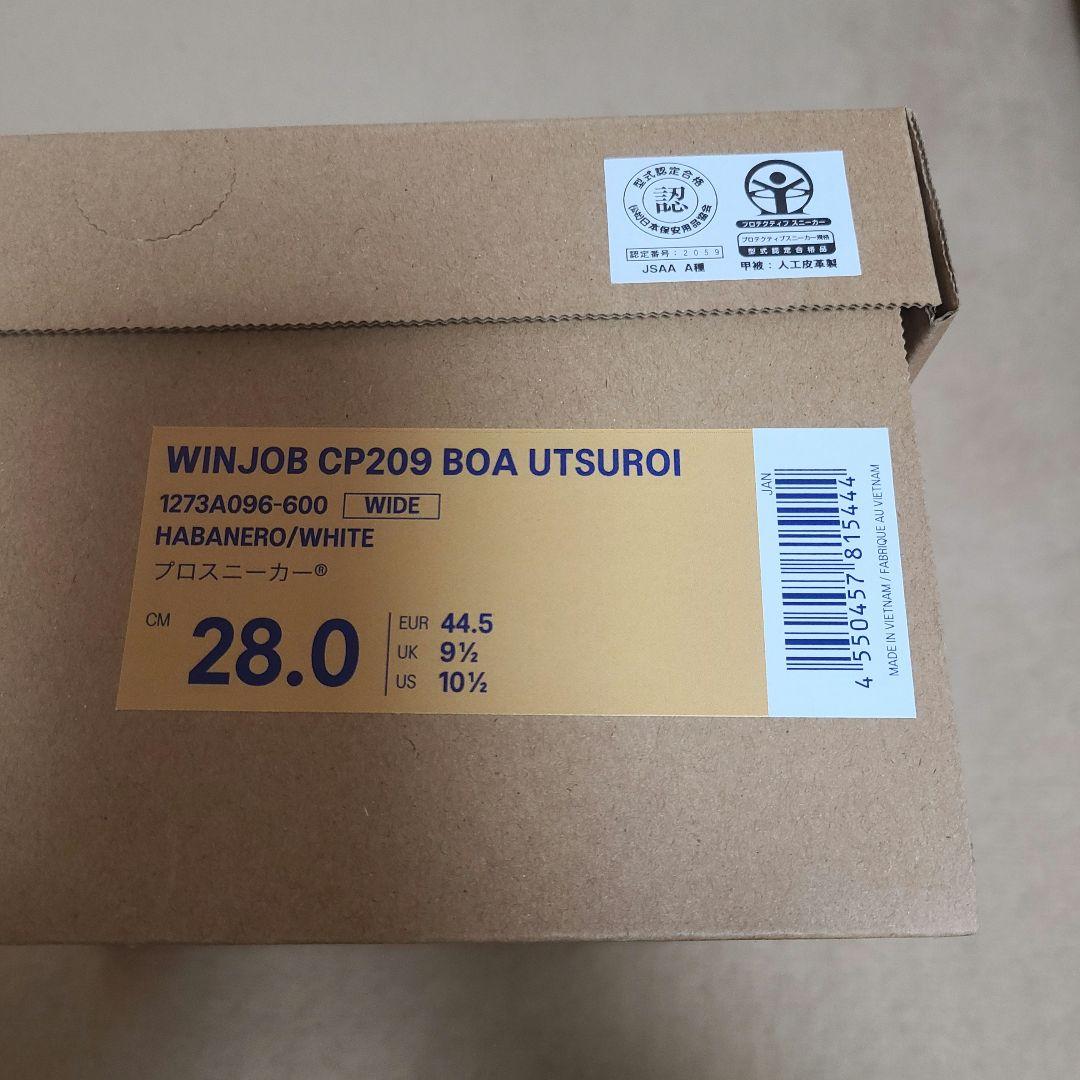 型式認定合格
認
(公社)日本保安用品協会
認定番号：2059
JSAA A種
プロテクティブ スニーカー
プロテクティブスニーカー規格
型式認定合格品
甲被：人工皮革製
WINJOB CP209 BOA UTSUROI
1273A096-600 WIDE
HABANERO/WHITE
プロスニーカー®
CM 28.0
EUR 44.5
UK 9½
US 10½
JAN
4 550457 815444
MADE IN VIETNAM / FABRIQUE AU VIETNAM